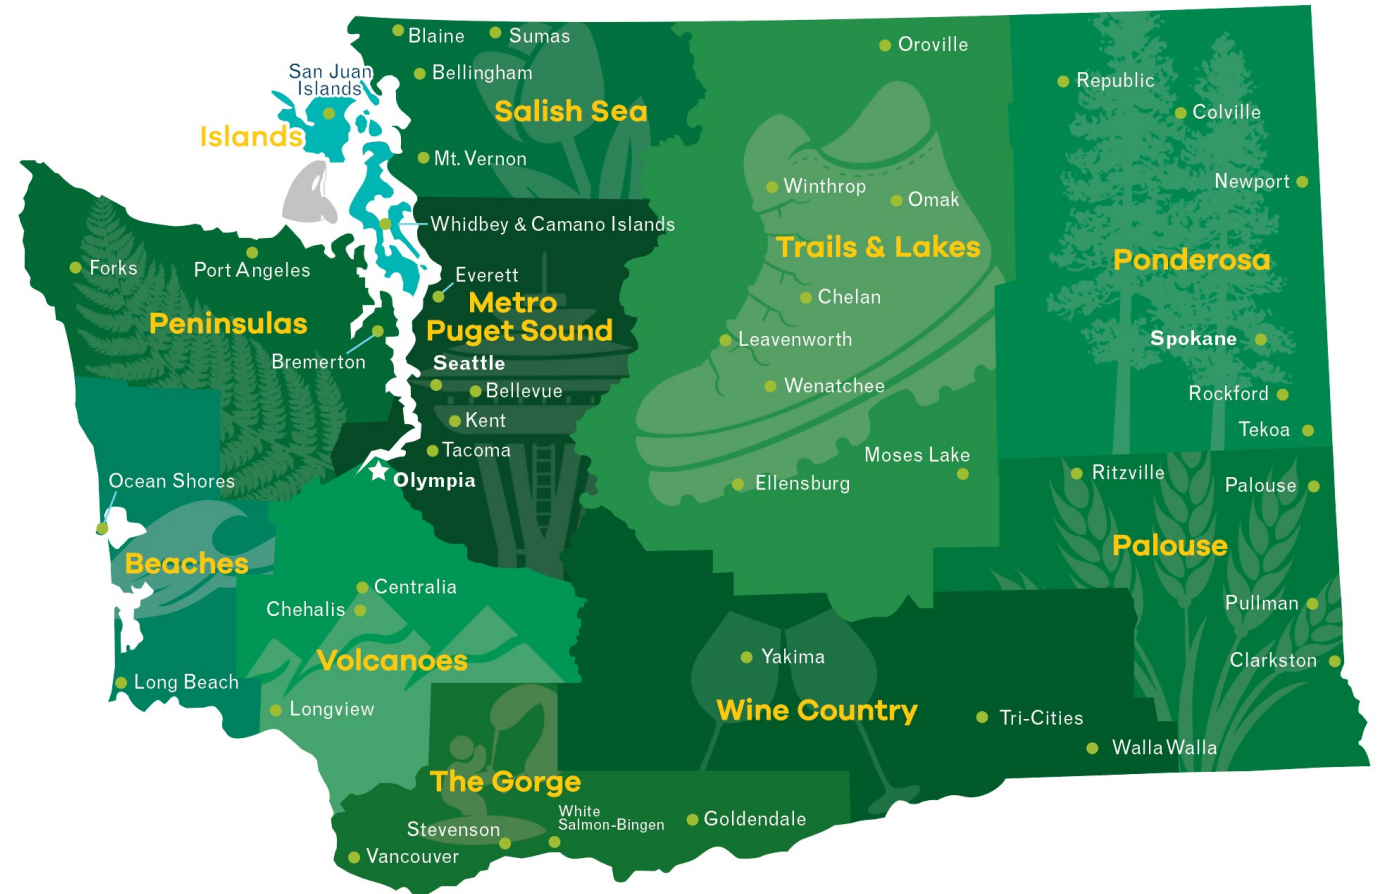 Blaine
Sumas
Oroville
San Juan
Islands
Bellingham
Republic
Salish Sea
Colville
Islands
Mt. Vernon
Newport
Winthrop
Omak
Whidbey & Camano Islands
Trails & Lakes
Ponderosa
Forks
Port Angeles
Everett
Chelan
Metro
Puget Sound
Peninsulas
Leavenworth
Spokane
Bremerton
Seattle
Wenatchee
Bellevue
Rockford
Kent
Tekoa
Tacoma
Moses Lake
Ocean Shores
Olympia
Ellensburg
Ritzville
Palouse
Palouse
Beaches
Centralia
Chehalis
Pullman
Volcanoes
Yakima
Clarkston
Long Beach
Longview
Wine Country
Tri-Cities
Walla Walla
The Gorge
White
Salmon-Bingen
Goldendale
Stevenson
Vancouver